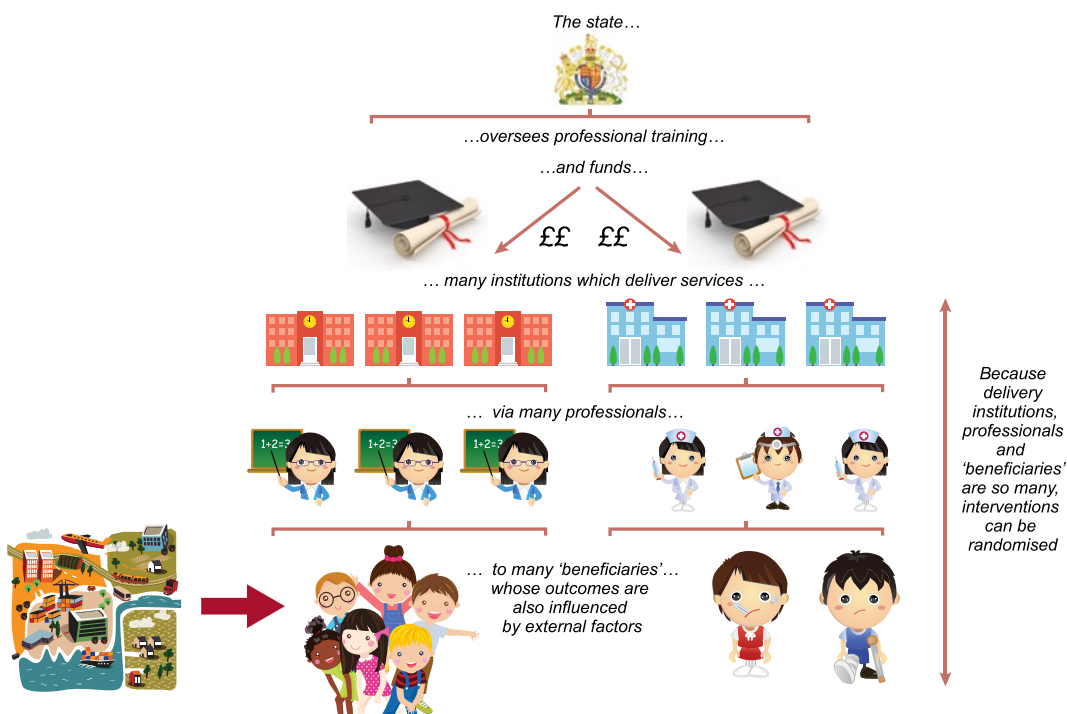 The state…
…oversees professional training…
…and funds…
££ ££
… many institutions which deliver services …
… via many professionals…
1+2=3
1+2=3
1+2=3
… to many ‘beneficiaries’…
whose outcomes are
also influenced
by external factors
Because
delivery
institutions,
professionals
and
‘beneficiaries’
are so many,
interventions
can be
randomised